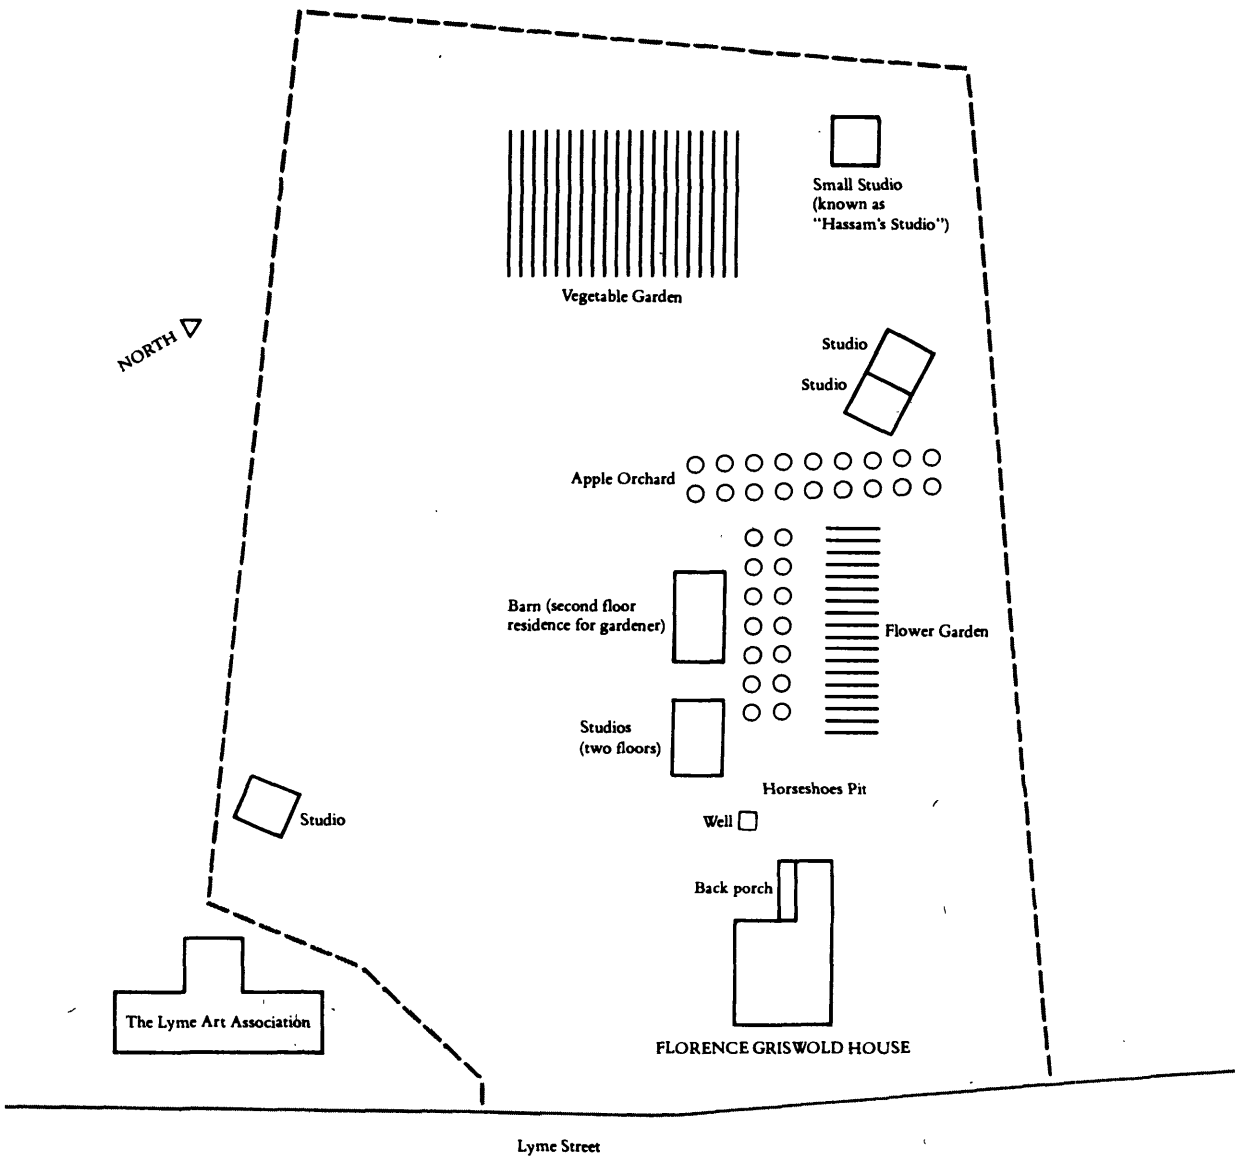 Small Studio
(known as
"Hassam's Studio")
Vegetable Garden
NORTH
Studio
Studio
Apple Orchard
Barn (second floor
residence for gardener)
Flower Garden
Studios
(two floors)
Horseshoes Pit
Well
Studio
Back porch
The Lyme Art Association
FLORENCE GRISWOLD HOUSE
Lyme Street